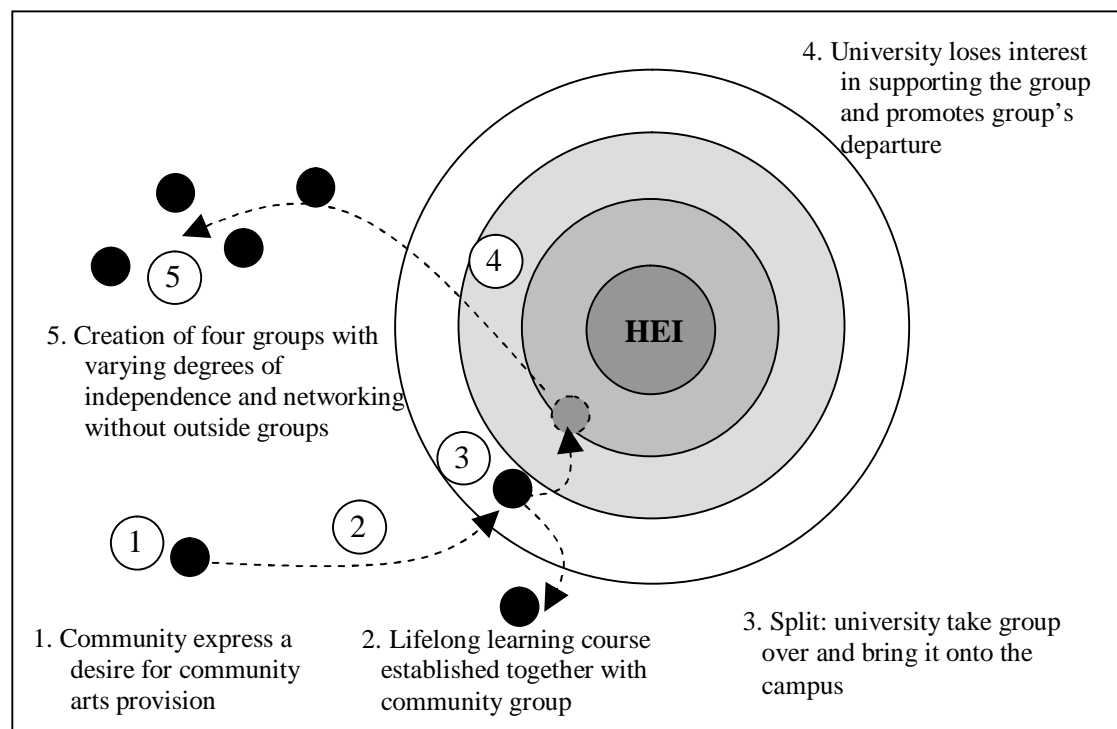 4. University loses interest
in supporting the group
and promotes group's
departure
4
5
HEI
5. Creation of four groups with
varying degrees of
independence and networking
without outside groups
3
2
1
1. Community express a
desire for community
arts provision
2. Lifelong learning course
established together with
community group
3. Split: university take group
over and bring it onto the
campus